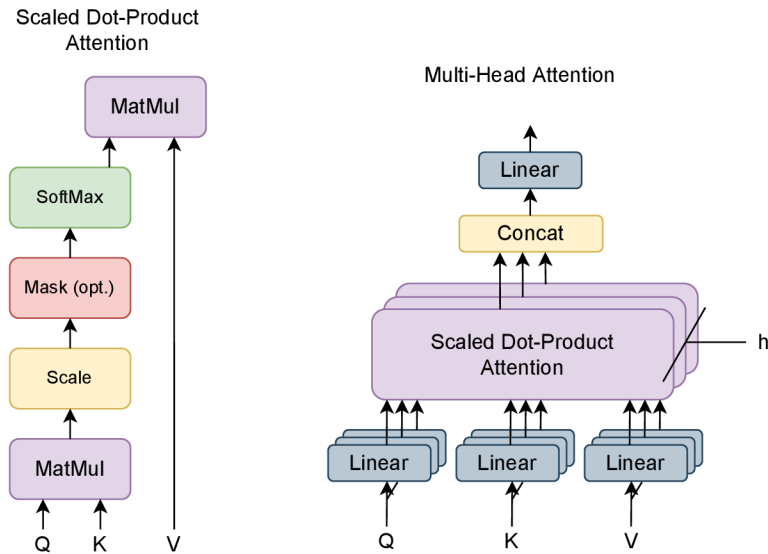 Scaled Dot-Product
Attention
MatMul
SoftMax
Mask (opt.)
Scale
MatMul
Q K V
Multi-Head Attention
Linear
Concat
Scaled Dot-Product
Attention
h
Linear Linear Linear
Q K V